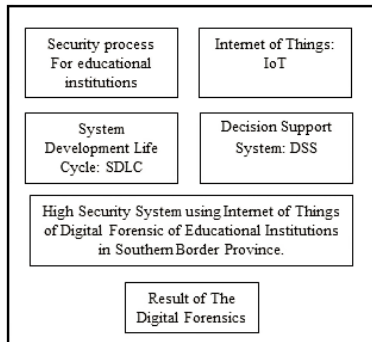 Security process
For educational
institutions
Internet of Things:
IoT
System
Development Life
Cycle: SDLC
Decision Support
System: DSS
High Security System using Internet of Things
of Digital Forensic of Educational Institutions
in Southern Border Province.
Result of The
Digital Forensics